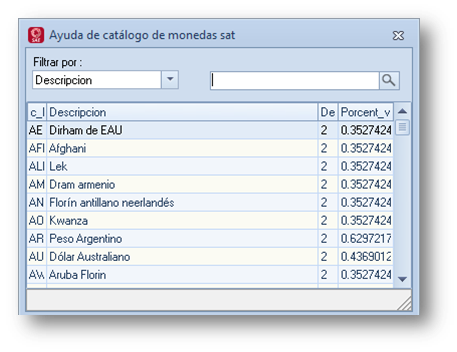 SAE Ayuda de catálogo de monedas sat
Filtrar por :
Descripcion
c_I Descripcion De Porcent_v
AE Dirham de EAU 2 0.3527424
AFI Afghani 2 0.3527424
ALI Lek 2 0.3527424
AM Dram armenio 2 0.3527424
AN Florín antillano neerlandés 2 0.3527424
AO Kwanza 2 0.3527424
AR Peso Argentino 2 0.6297217
AU Dólar Australiano 2 0.4369012
AW Aruba Florin 2 0.3527424